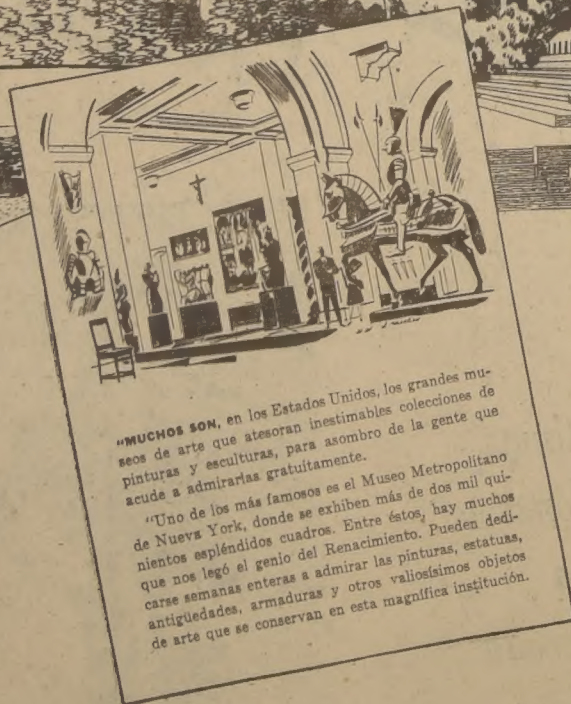 "MUCHOS SON, en los Estados Unidos, los grandes mu-
seos de arte que atesoran inestimables colecciones de
pinturas y esculturas, para asombro de la gente que
acude a admirarlas gratuitamente.
"Uno de los más famosos es el Museo Metropolitano
de Nueva York, donde se exhiben más de dos mil qui-
nientos espléndidos cuadros. Entre éstos, hay muchos
que nos legó el genio del Renacimiento. Pueden dedi-
carse semanas enteras a admirar las pinturas, estatuas,
antigüedades, armaduras y otros valiosísimos objetos
de arte que se conservan en esta magnífica institución.